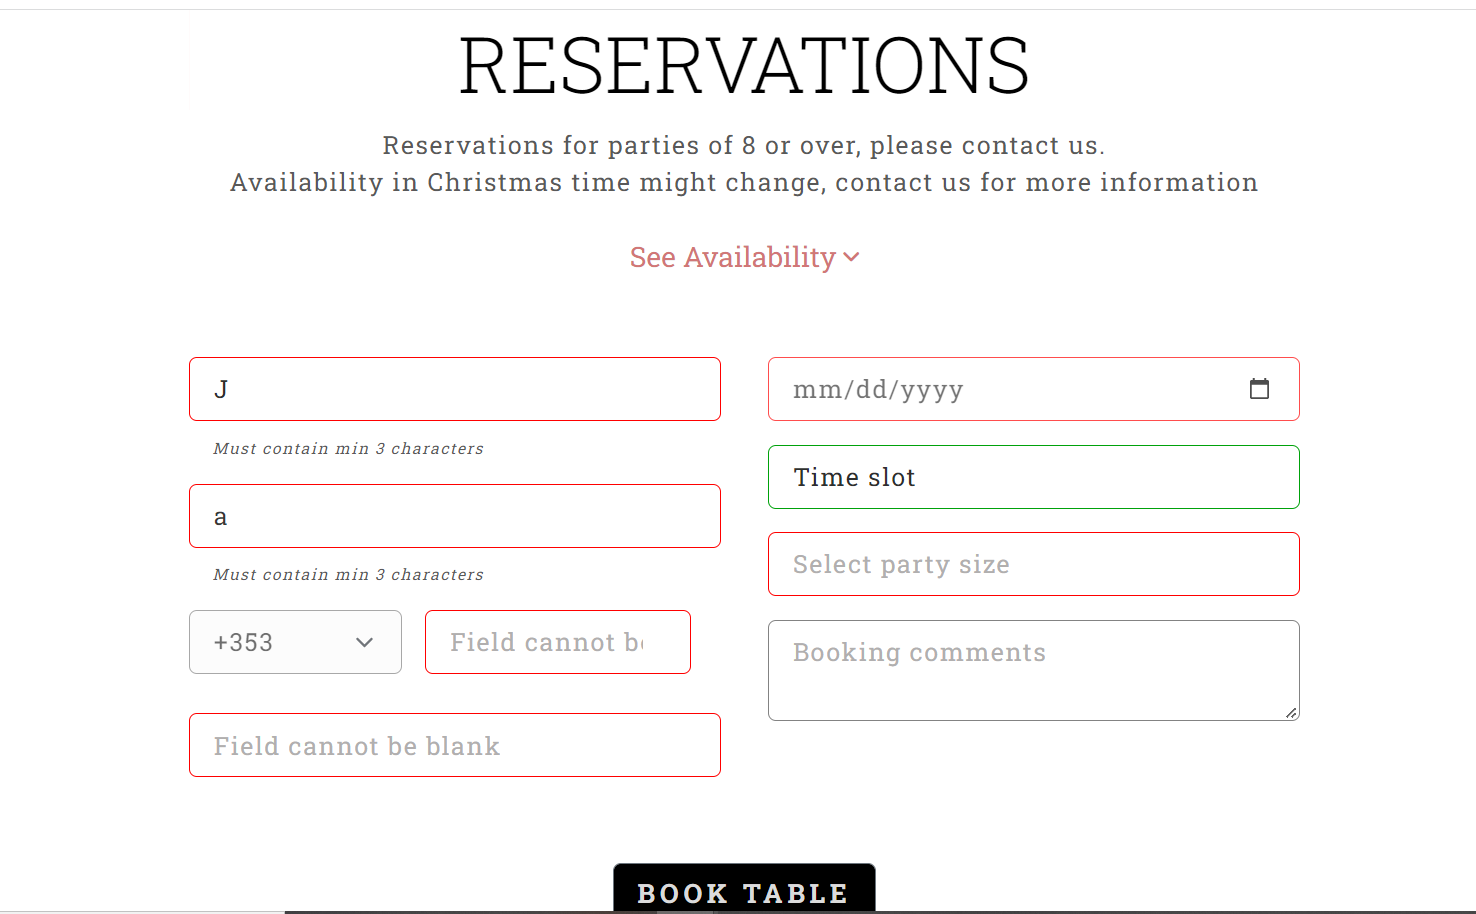 RESERVATIONS
Reservations for parties of 8 or over, please contact us.
Availability in Christmas time might change, contact us for more information
See Availability
J
Must contain min 3 characters
a
Must contain min 3 characters
+353
Field cannot be
Field cannot be blank
mm/dd/yyyy
Time slot
Select party size
Booking comments
BOOK TABLE